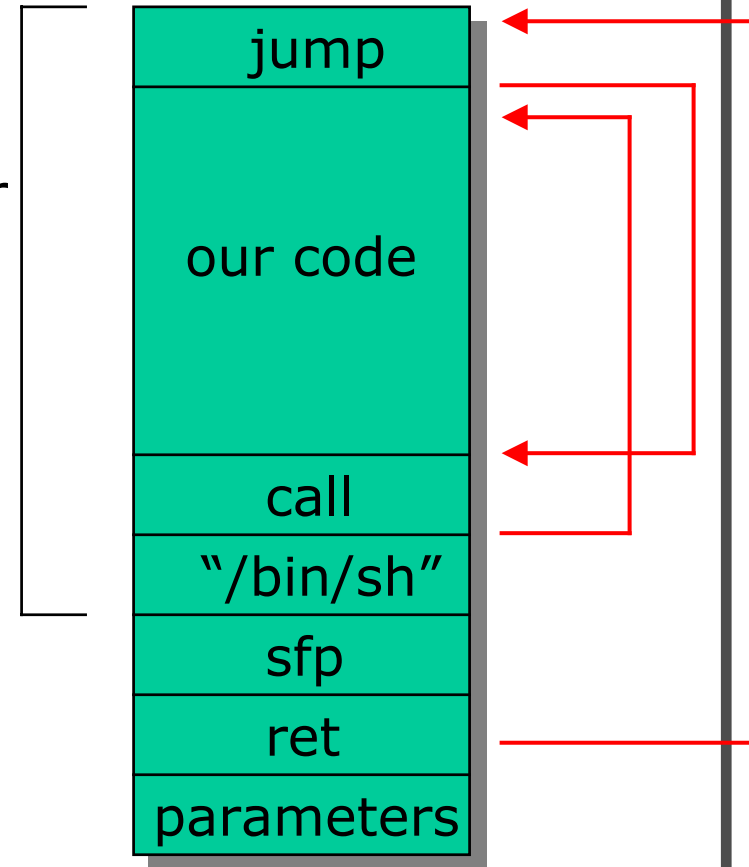 jump
our code
call
“/bin/sh”
sfp
ret
parameters